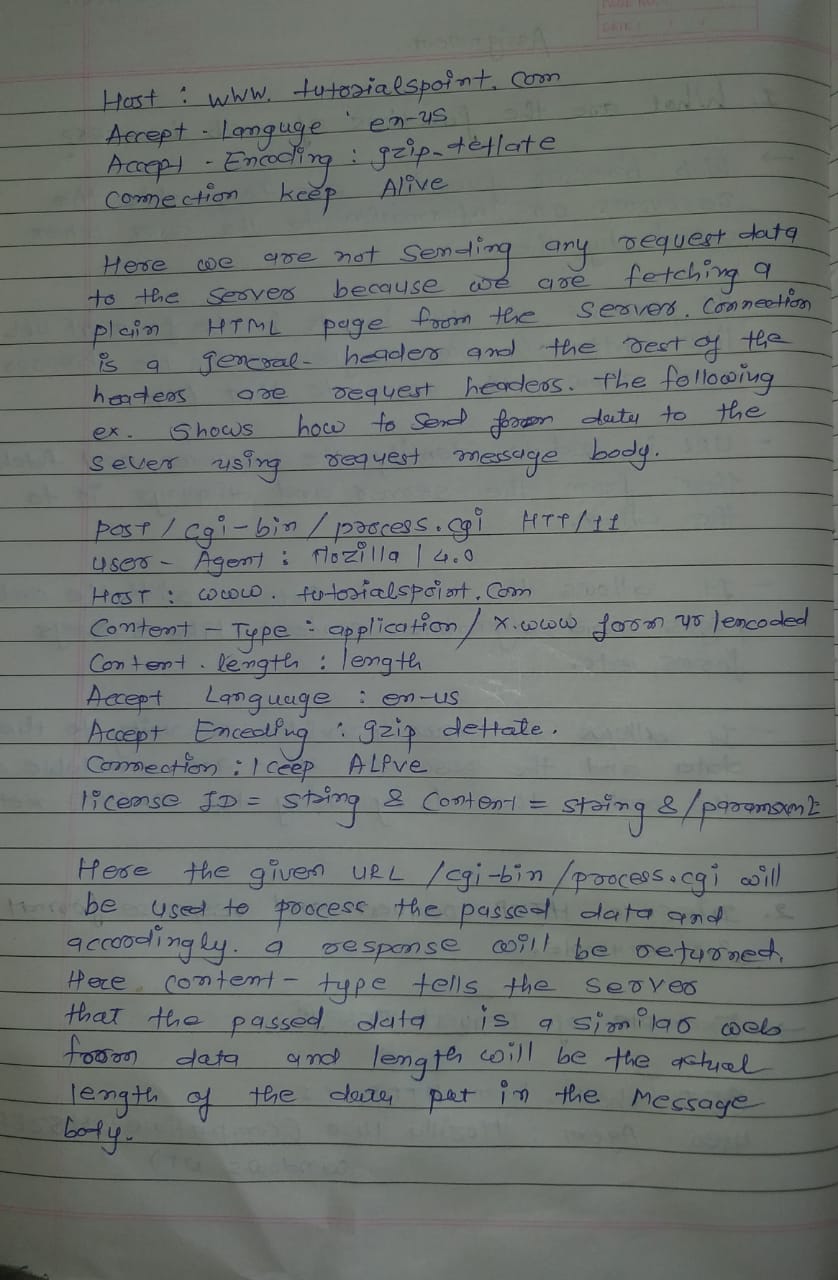 PAGE NO.
DATE:
Host : www. tutorialspoint. com
Accept - Languge : en-us
Accept - Encoding : gzip-deflate
Connection keep Alive
Here we are not sending any request data
to the server because we are fetching a
plain HTML page from the server. Connection
is a general- header and the rest of the
headers are request headers. the following
ex. shows how to send form data to the
sever using request message body.
post / cgi-bin / process.cgi HTTP/11
user - Agent : Mozilla / 4.0
HOST : www. tutorialspoint. com
Content - Type : application / x.www form ur lencoded
Content . length : length
Accept Language : en-us
Accept Encoding : gzip deflate.
Connection : keep Alive
license ID = string & Content = string & /paramsxml
Here the given URL /cgi-bin /process.cgi will
be used to process the passed data and
accordingly. a response will be returned.
Here content - type tells the server
that the passed data is a similar web
form data and length will be the actual
length of the data put in the Message
body.